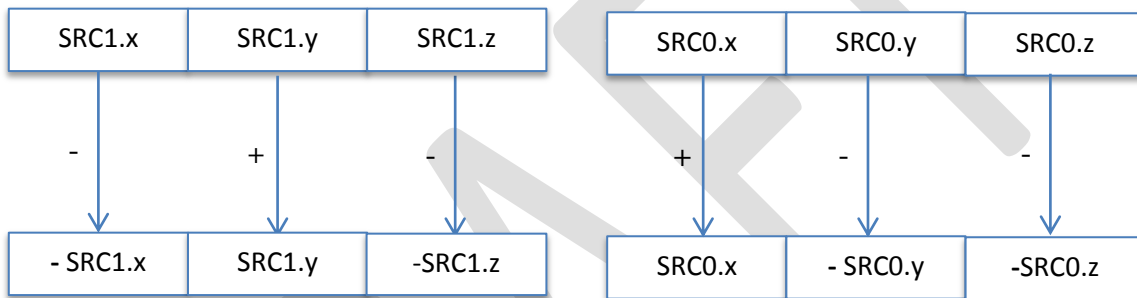 SRC1.x SRC1.y SRC1.z SRC0.x SRC0.y SRC0.z
- + - + - -
- SRC1.x SRC1.y -SRC1.z SRC0.x - SRC0.y -SRC0.z